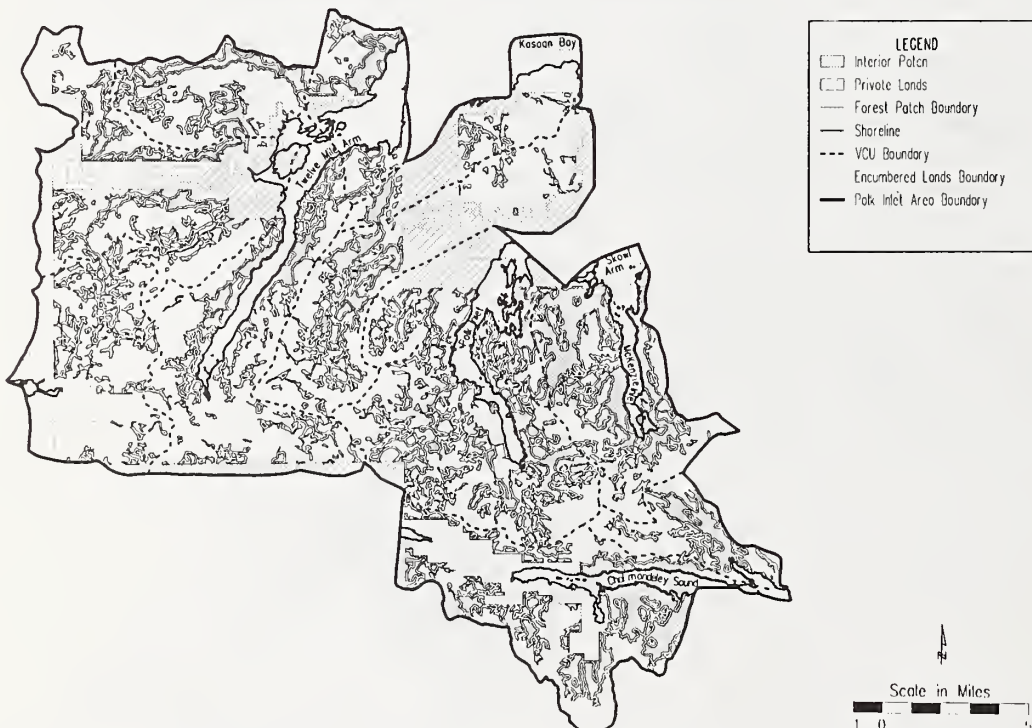 Kasaan Bay
LEGEND
Interior Patch
Private Lands
Forest Patch Boundary
Shoreline
VCU Boundary
Encumbered Lands Boundary
Polk Inlet Area Boundary
Twelve Mile Arm
Skowl
Arm
Cholmondeley Sound
N
Scale in Miles
1 0